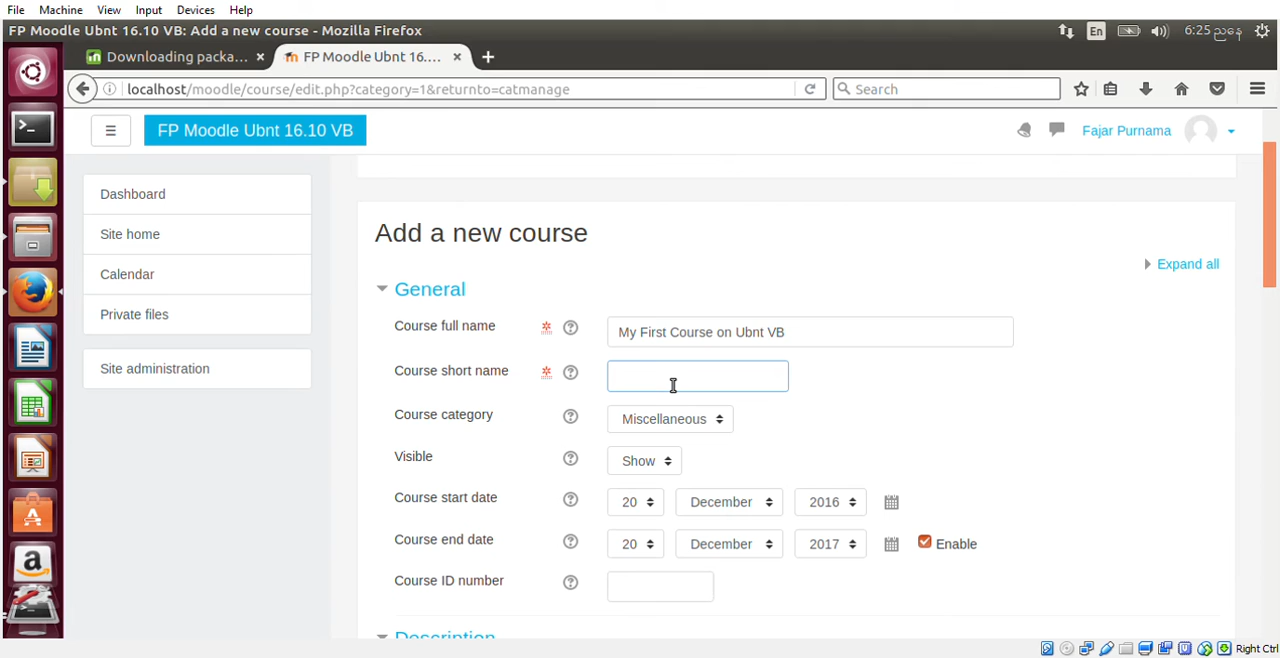 File Machine View Input Devices Help
FP Moodle Ubnt 16.10 VB: Add a new course - Mozilla Firefox
En
6:25 ညနေ
Downloading packa... ×
FP Moodle Ubnt 16.... ×
localhost/moodle/course/edit.php?category=1&returnto=catmanage
Search
FP Moodle Ubnt 16.10 VB
Fajar Purnama
Dashboard
Site home
Calendar
Private files
Site administration
Add a new course
Expand all
General
Course full name
My First Course on Ubnt VB
Course short name
Course category
Miscellaneous
Visible
Show
Course start date
20 December 2016
Course end date
20 December 2017 Enable
Course ID number
Description
Right Ctrl